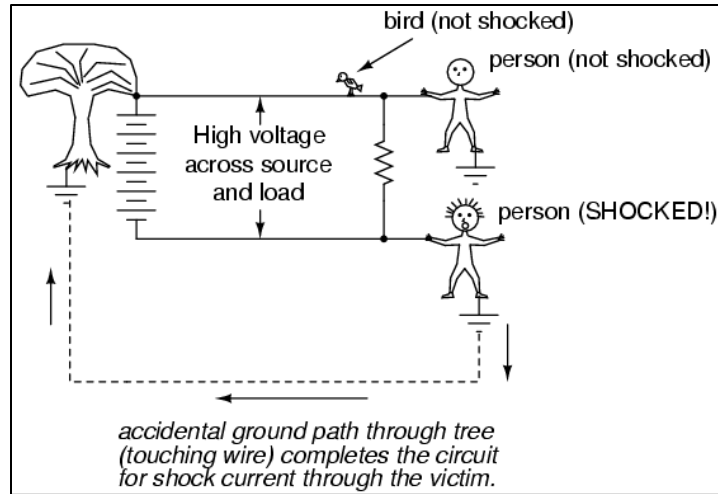 bird (not shocked)
person (not shocked)
High voltage
across source
and load
person (SHOCKED!)
accidental ground path through tree
(touching wire) completes the circuit
for shock current through the victim.